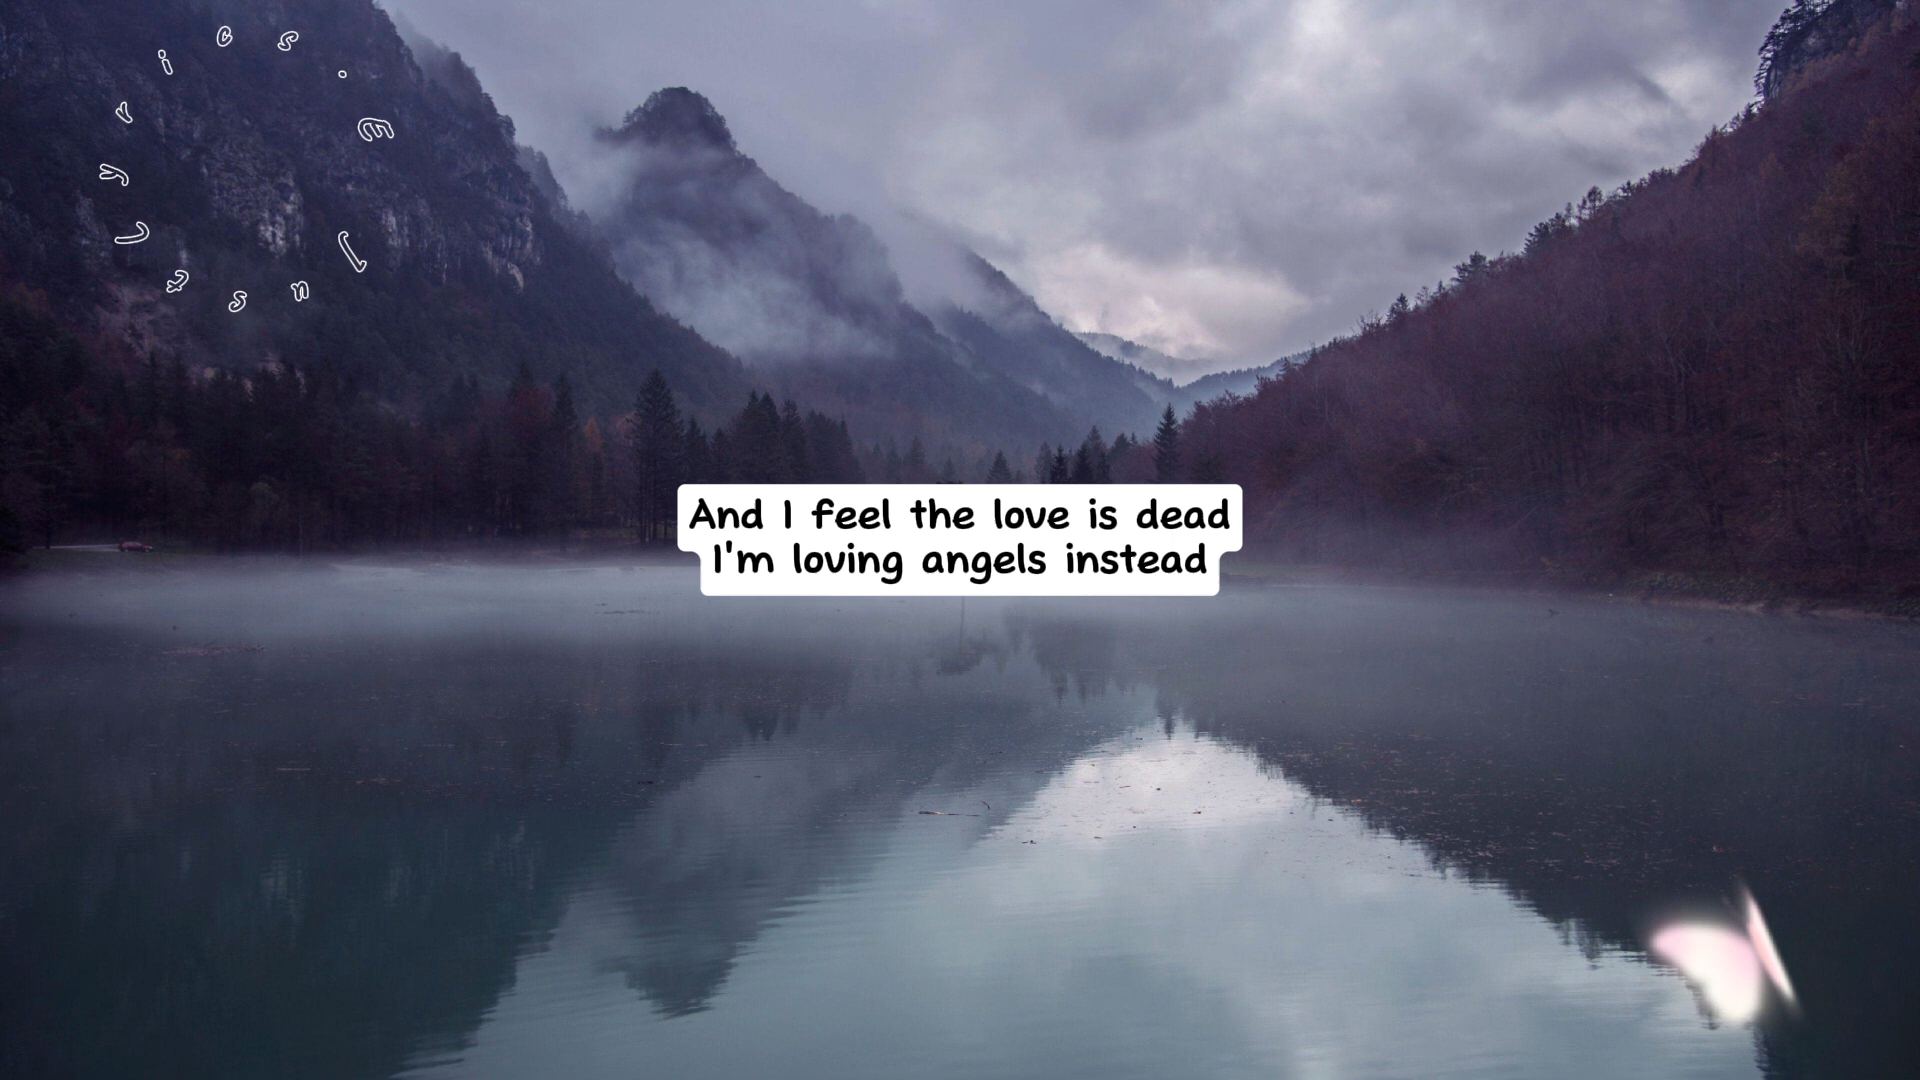 And I feel the love is dead
I'm loving angels instead